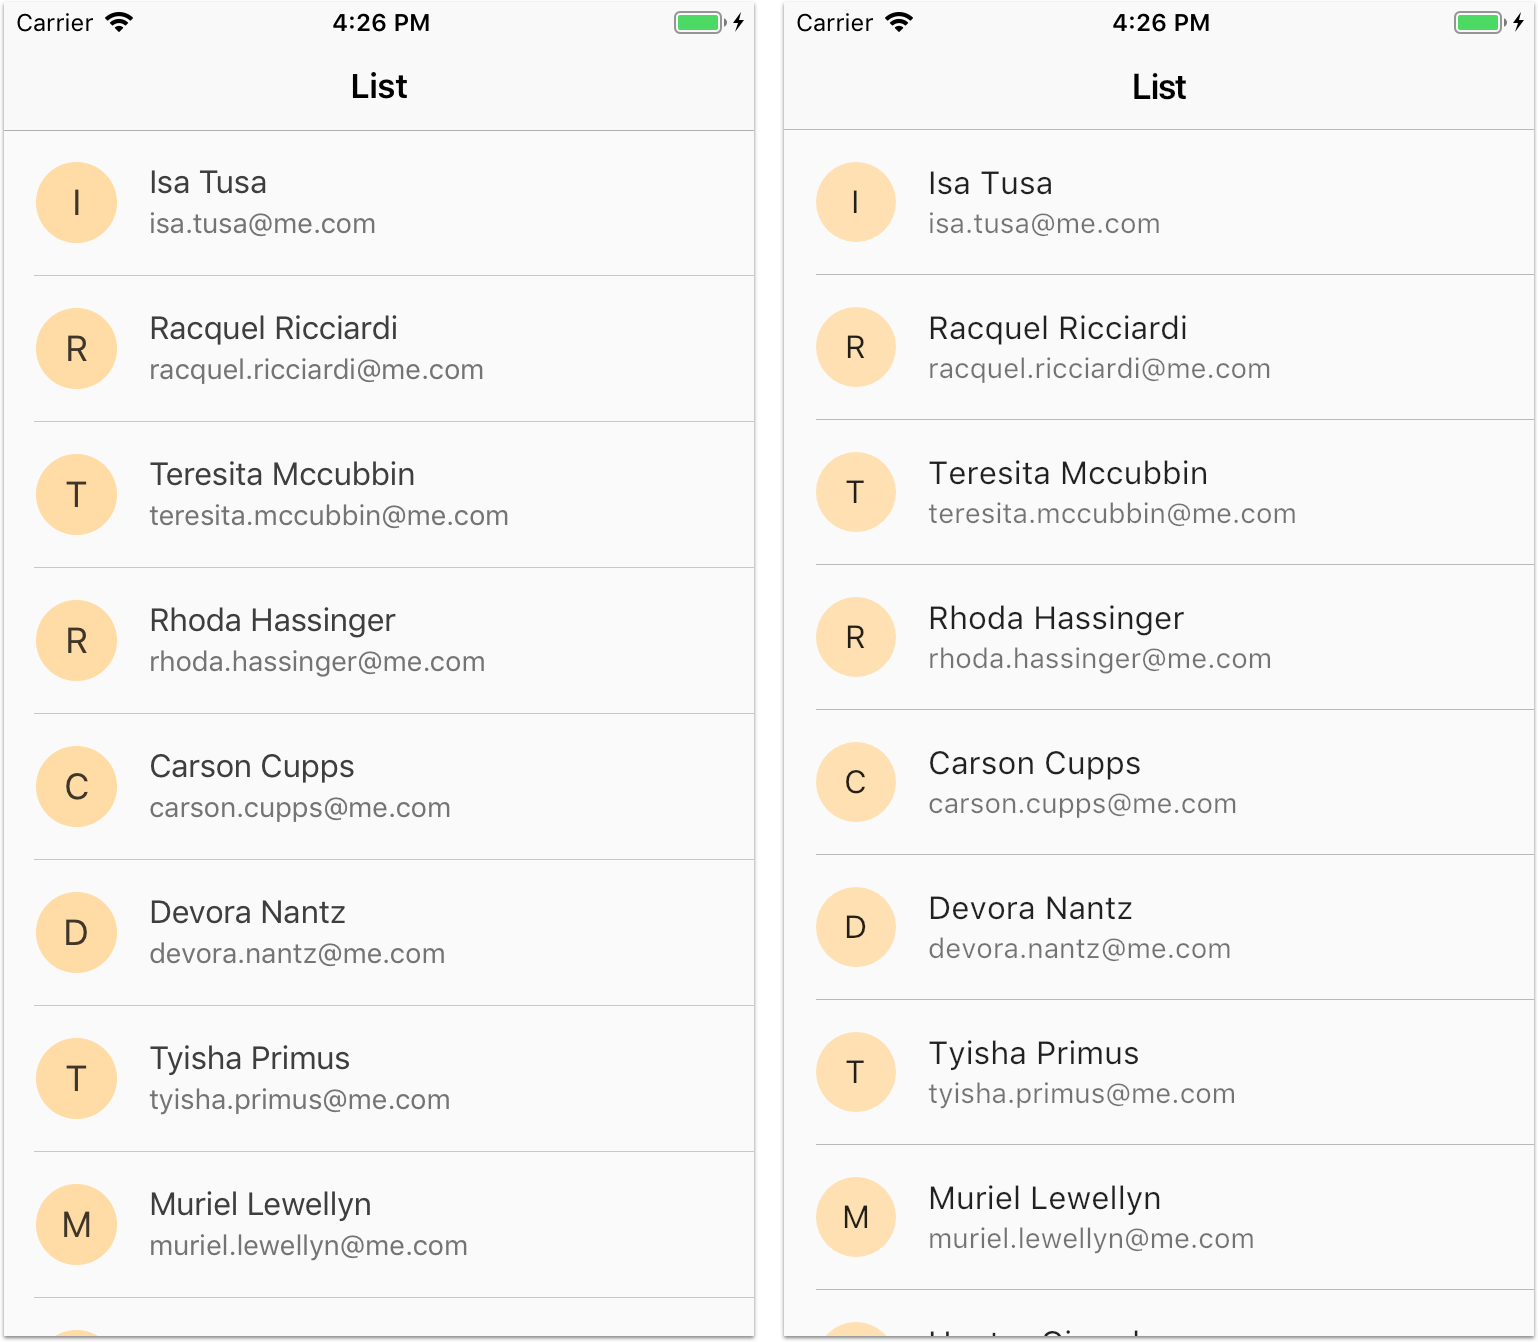 Carrier 4:26 PM
List
I
Isa Tusa
isa.tusa@me.com
R
Racquel Ricciardi
racquel.ricciardi@me.com
T
Teresita Mccubbin
teresita.mccubbin@me.com
R
Rhoda Hassinger
rhoda.hassinger@me.com
C
Carson Cupps
carson.cupps@me.com
D
Devora Nantz
devora.nantz@me.com
T
Tyisha Primus
tyisha.primus@me.com
M
Muriel Lewellyn
muriel.lewellyn@me.com
Carrier 4:26 PM
List
I
Isa Tusa
isa.tusa@me.com
R
Racquel Ricciardi
racquel.ricciardi@me.com
T
Teresita Mccubbin
teresita.mccubbin@me.com
R
Rhoda Hassinger
rhoda.hassinger@me.com
C
Carson Cupps
carson.cupps@me.com
D
Devora Nantz
devora.nantz@me.com
T
Tyisha Primus
tyisha.primus@me.com
M
Muriel Lewellyn
muriel.lewellyn@me.com